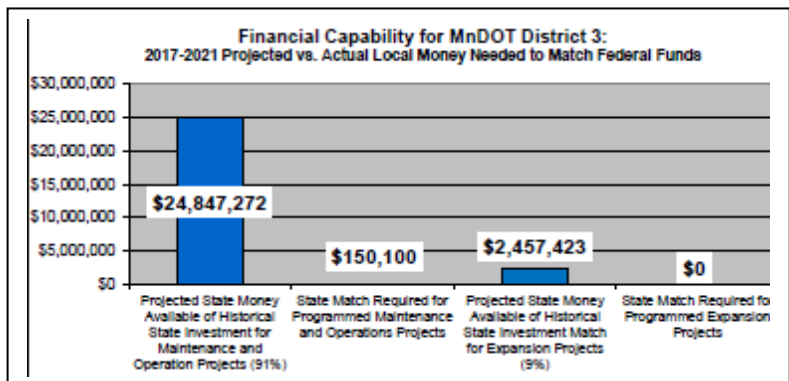 Financial Capability for MnDOT District 3:
2017-2021 Projected vs. Actual Local Money Needed to Match Federal Funds
$30,000,000
$25,000,000
$20,000,000
$15,000,000
$10,000,000
$5,000,000
$0
$24,847,272
$150,100
$2,457,423
$0
Projected State Money
Available of Historical
State Investment for
Maintenance and
Operation Projects (91%)
State Match Required for
Programmed Maintenance
and Operations Projects
Projected State Money
Available of Historical
State Investment Match
for Expansion Projects
(9%)
State Match Required for
Programmed Expansion
Projects